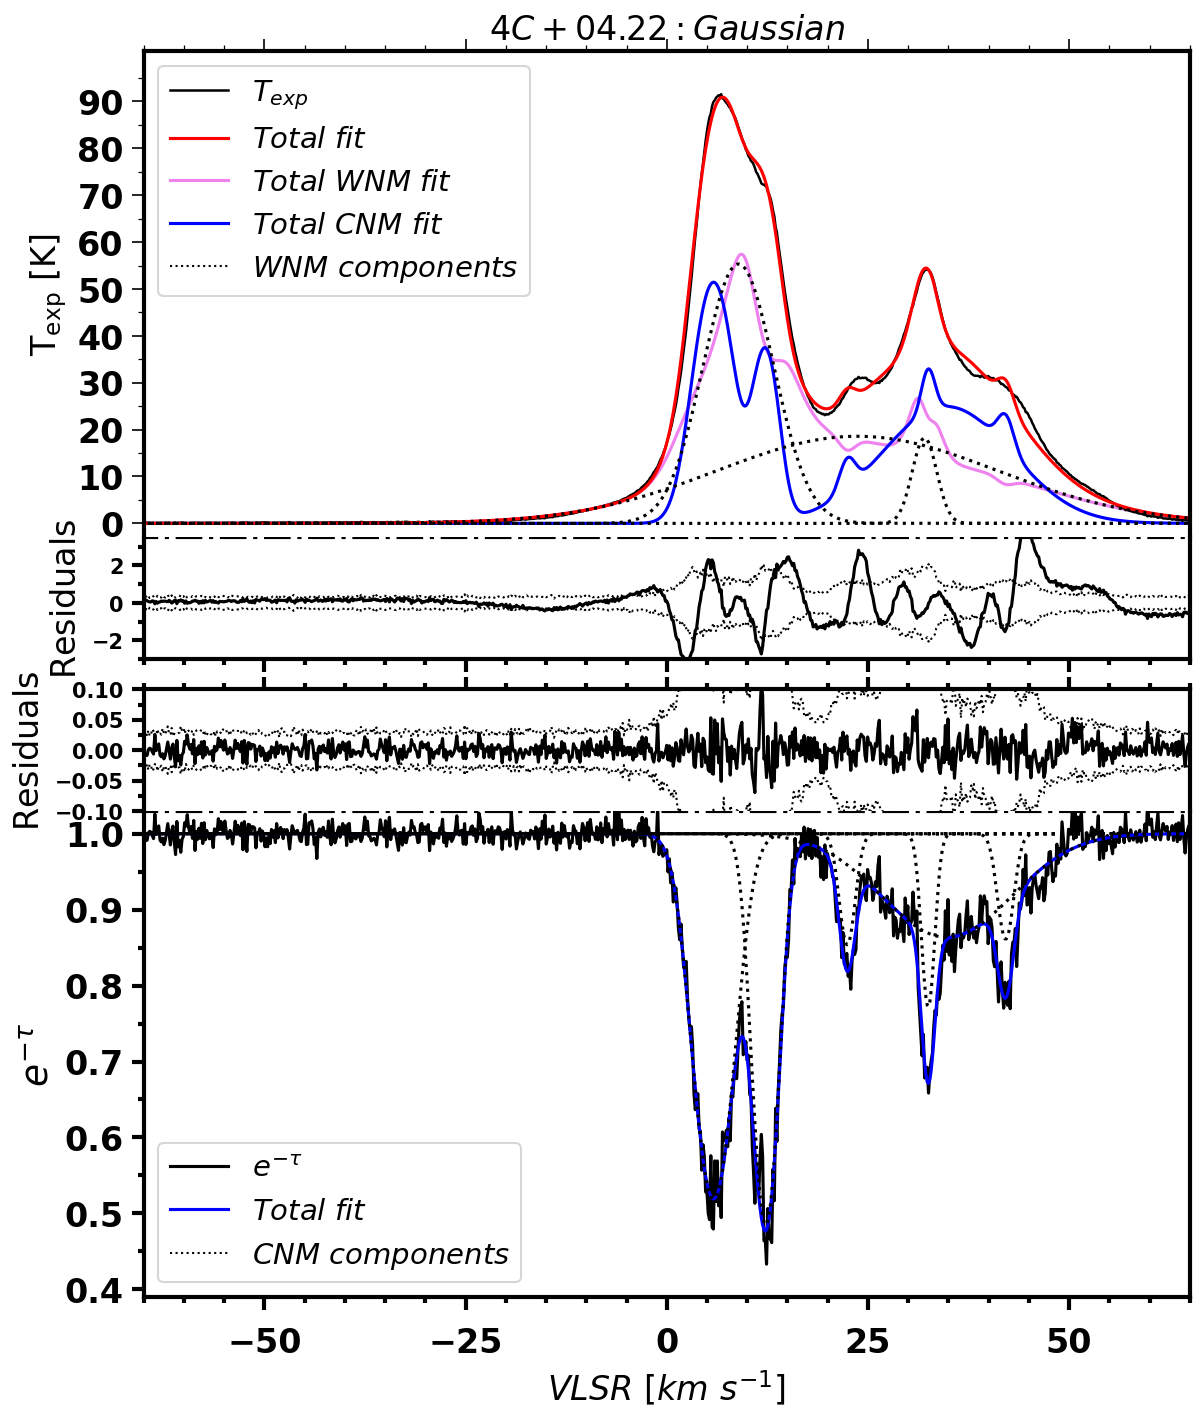 4C + 04.22 : Gaussian
T_exp
Total fit
Total WNM fit
Total CNM fit
WNM components
T_exp [K]
90
80
70
60
50
40
30
20
10
0
Residuals
2
0
−2
Residuals
0.10
0.05
0.00
−0.05
−0.10
e^−τ
1.0
0.9
0.8
0.7
0.6
0.5
0.4
e^−τ
Total fit
CNM components
−50 −25 0 25 50
VLSR [km s^−1]